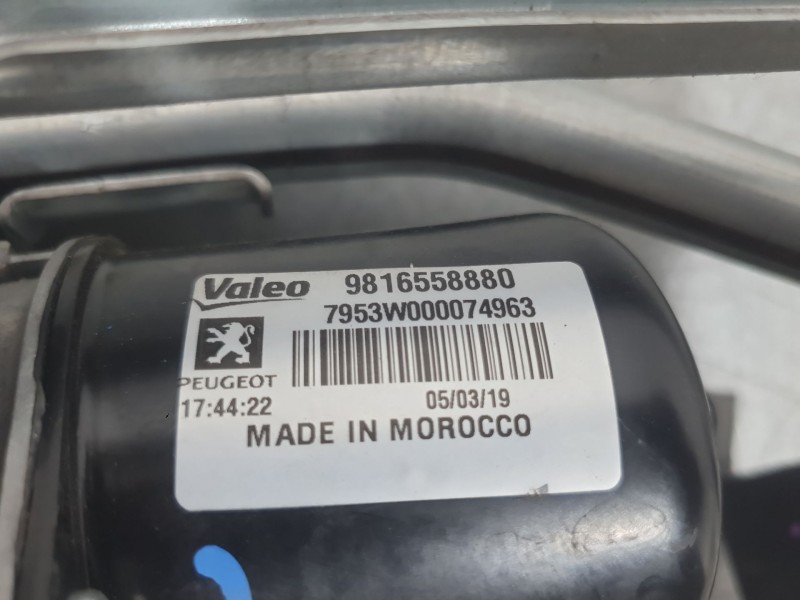 Valeo 9816558880
7953W000074963
PEUGEOT
17:44:22 05/03/19
MADE IN MOROCCO